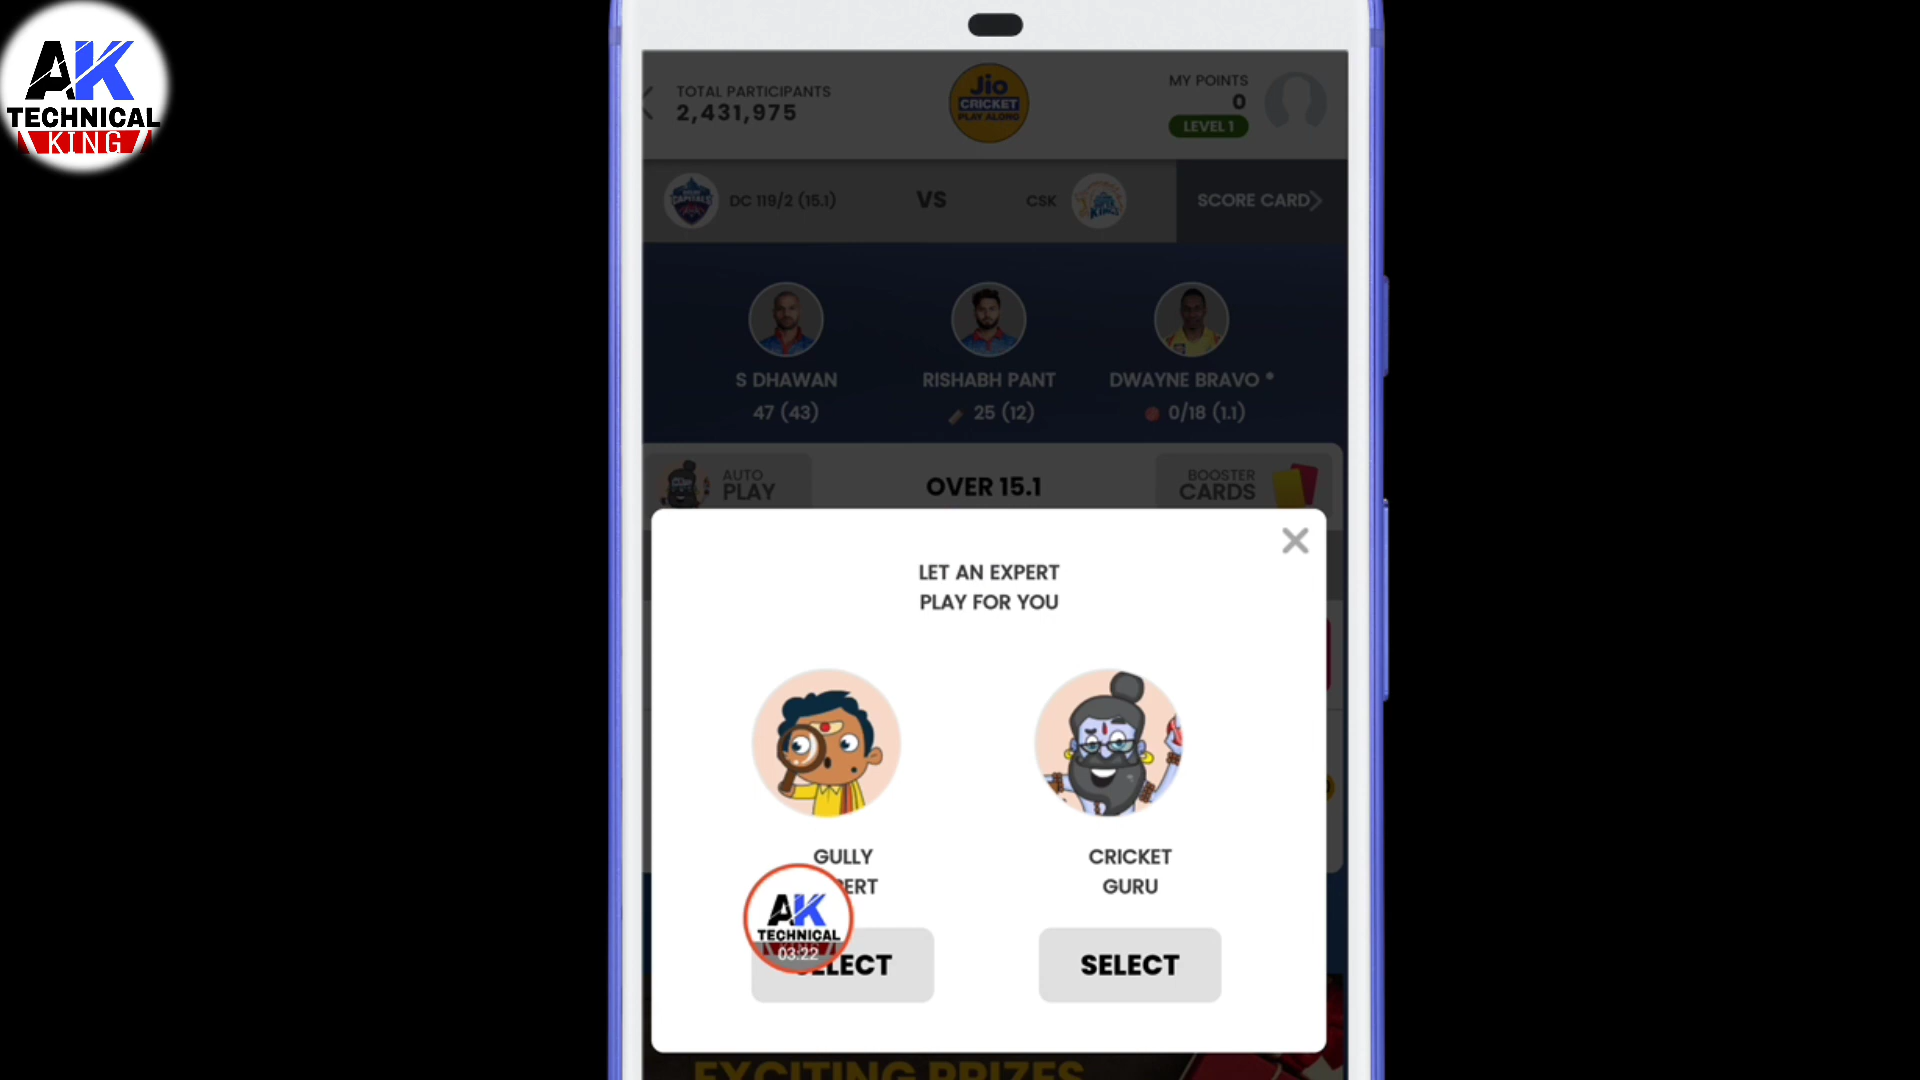 AK
TECHNICAL
KING
TOTAL PARTICIPANTS
2,431,975
Jio
CRICKET
PLAY ALONG
MY POINTS
0
LEVEL 1
DC 119/2 (15.1)
VS
CSK
SCORE CARD
CAPITALS
SUPER
KINGS
S DHAWAN
RISHABH PANT
DWAYNE BRAVO
47 (43)
25 (12)
0/18 (1.1)
AUTO
PLAY
OVER 15.1
BOOSTER
CARDS
LET AN EXPERT
PLAY FOR YOU
GULLY
CRICKET
GURU
AK
TECHNICAL
03:22
SELECT
EXCITING PRIZES